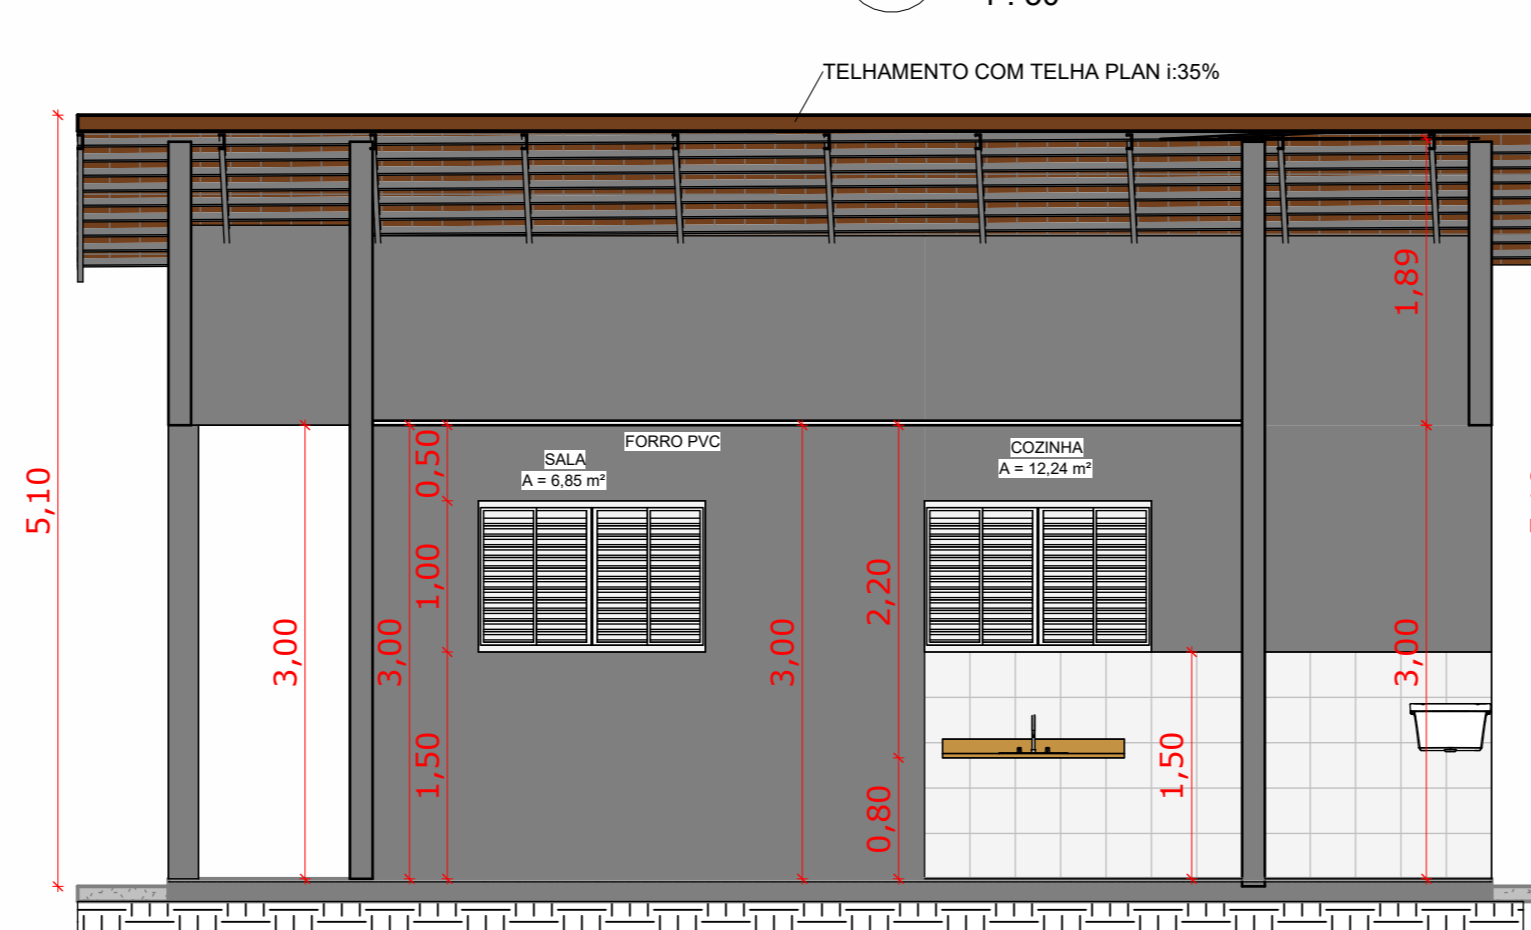 TELHAMENTO COM TELHA PLAN i:35%
1,89
FORRO PVC
SALA
A = 6,85 m²
COZINHA
A = 12,24 m²
0,50
5,10
1,00
2,20
3,00
3,00
3,00
3,00
1,50
1,50
0,80